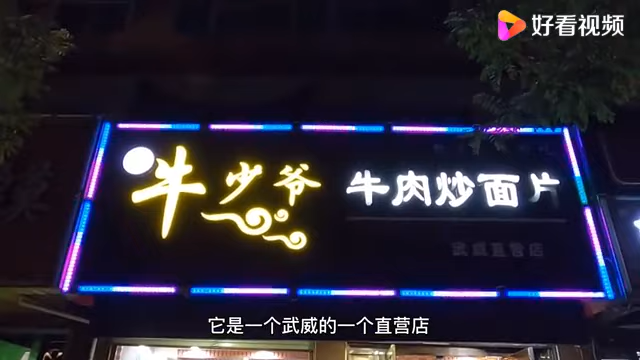 好看视频
牛少爷
牛肉炒面片
武威直营店
它是一个武威的一个直营店